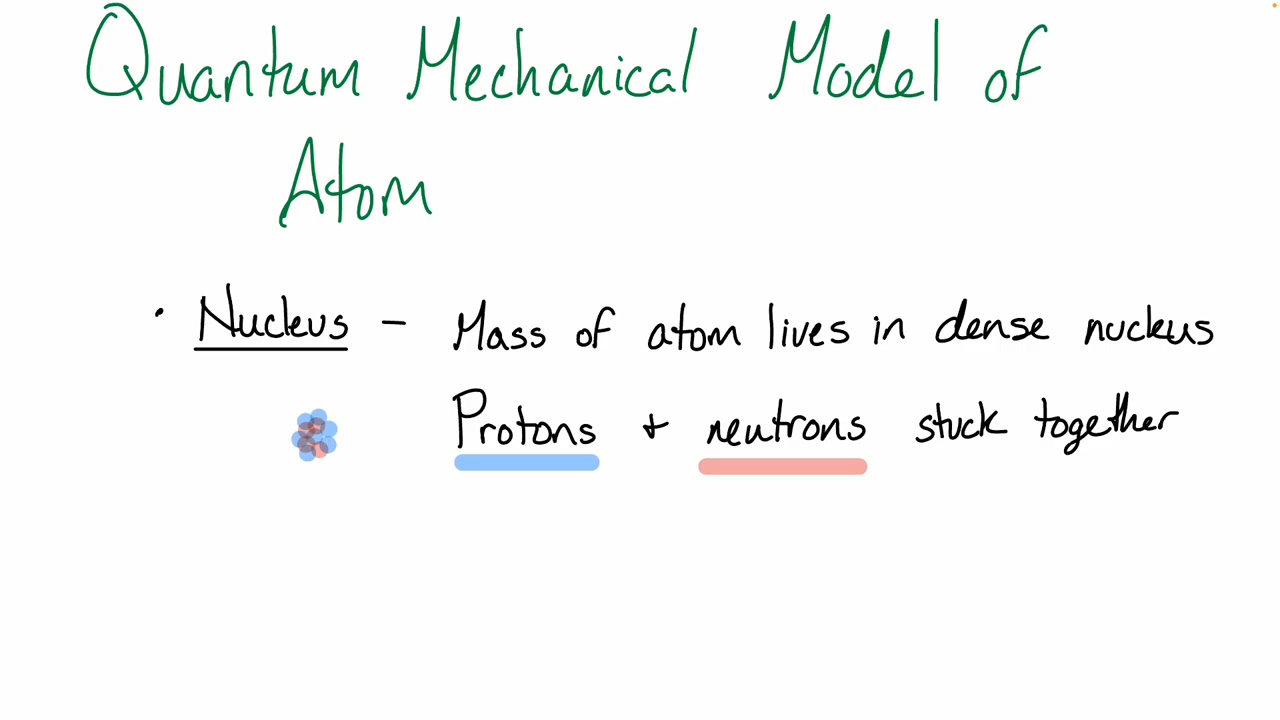 Quantum Mechanical Model of
Atom
· Nucleus - Mass of atom lives in dense nucleus
Protons + neutrons stuck together